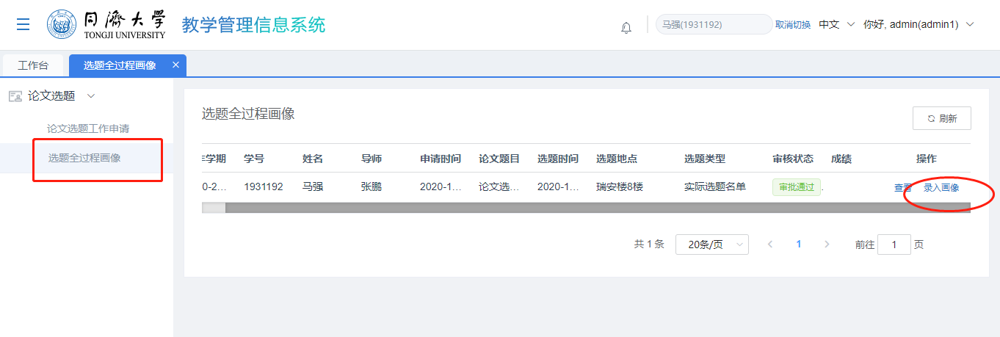 同濟大學
TONGJI UNIVERSITY
教学管理信息系统
马强(1931192) 取消切换 中文 你好, admin(admin1)
工作台 选题全过程画像 ×
论文选题
论文选题工作申请
选题全过程画像
选题全过程画像
刷新
学期 学号 姓名 导师 申请时间 论文题目 选题时间 选题地点 选题类型 审核状态 成绩 操作
0-2... 1931192 马强 张鹏 2020-1... 论文选... 2020-1... 瑞安楼8楼 实际选题名单 审批通过 . 查看 录入画像
共 1 条 20条/页 1 前往 1 页